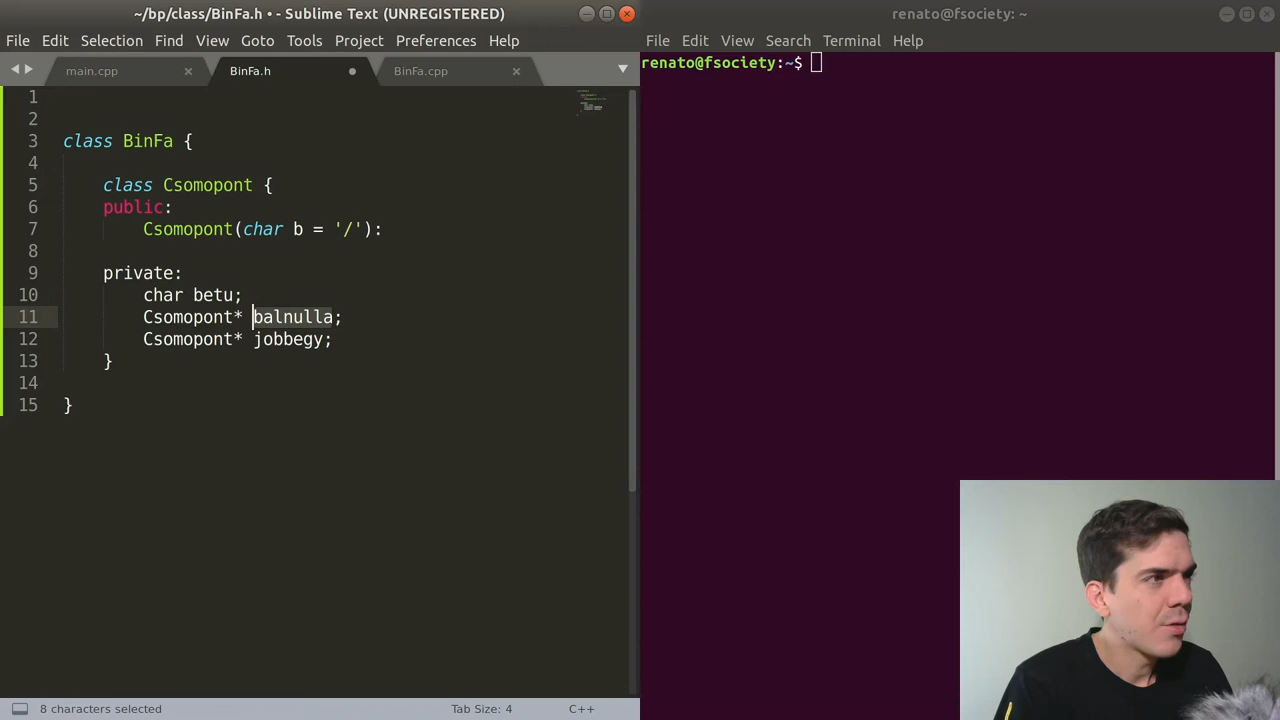 ~/bp/class/BinFa.h • - Sublime Text (UNREGISTERED)
File Edit Selection Find View Goto Tools Project Preferences Help
main.cpp × BinFa.h BinFa.cpp ×
1
2
3 class BinFa {
4
5 class Csomopont {
6 public:
7 Csomopont(char b = '/'):
8
9 private:
10 char betu;
11 Csomopont* balnulla;
12 Csomopont* jobbegy;
13 }
14
15 }
8 characters selected Tab Size: 4 C++
renato@fsociety: ~
File Edit View Search Terminal Help
renato@fsociety:~$